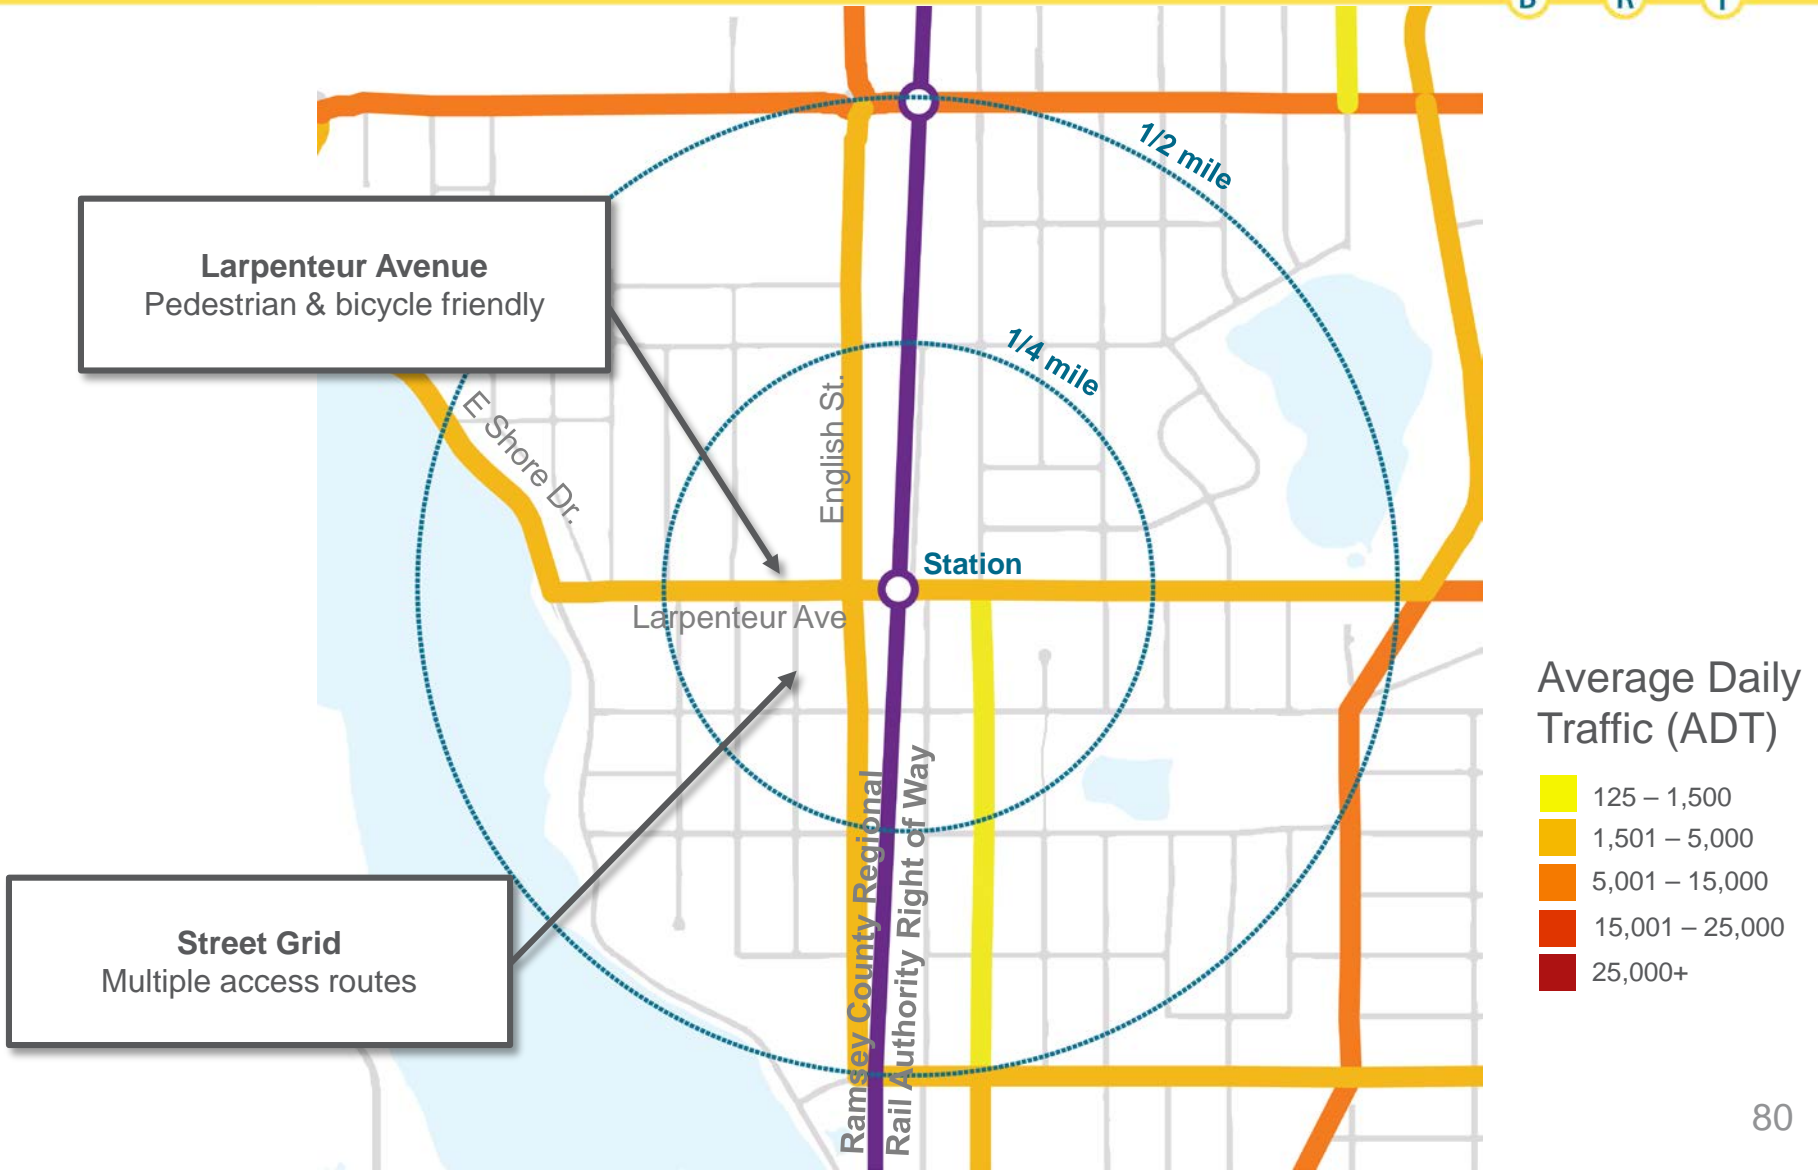 B R T
1/2 mile
Larpenteur Avenue
Pedestrian & bicycle friendly
1/4 mile
E Shore Dr.
English St.
Station
Larpenteur Ave
Average Daily
Traffic (ADT)
125 – 1,500
1,501 – 5,000
5,001 – 15,000
15,001 – 25,000
25,000+
Ramsey County Regional
Rail Authority Right of Way
Street Grid
Multiple access routes
80